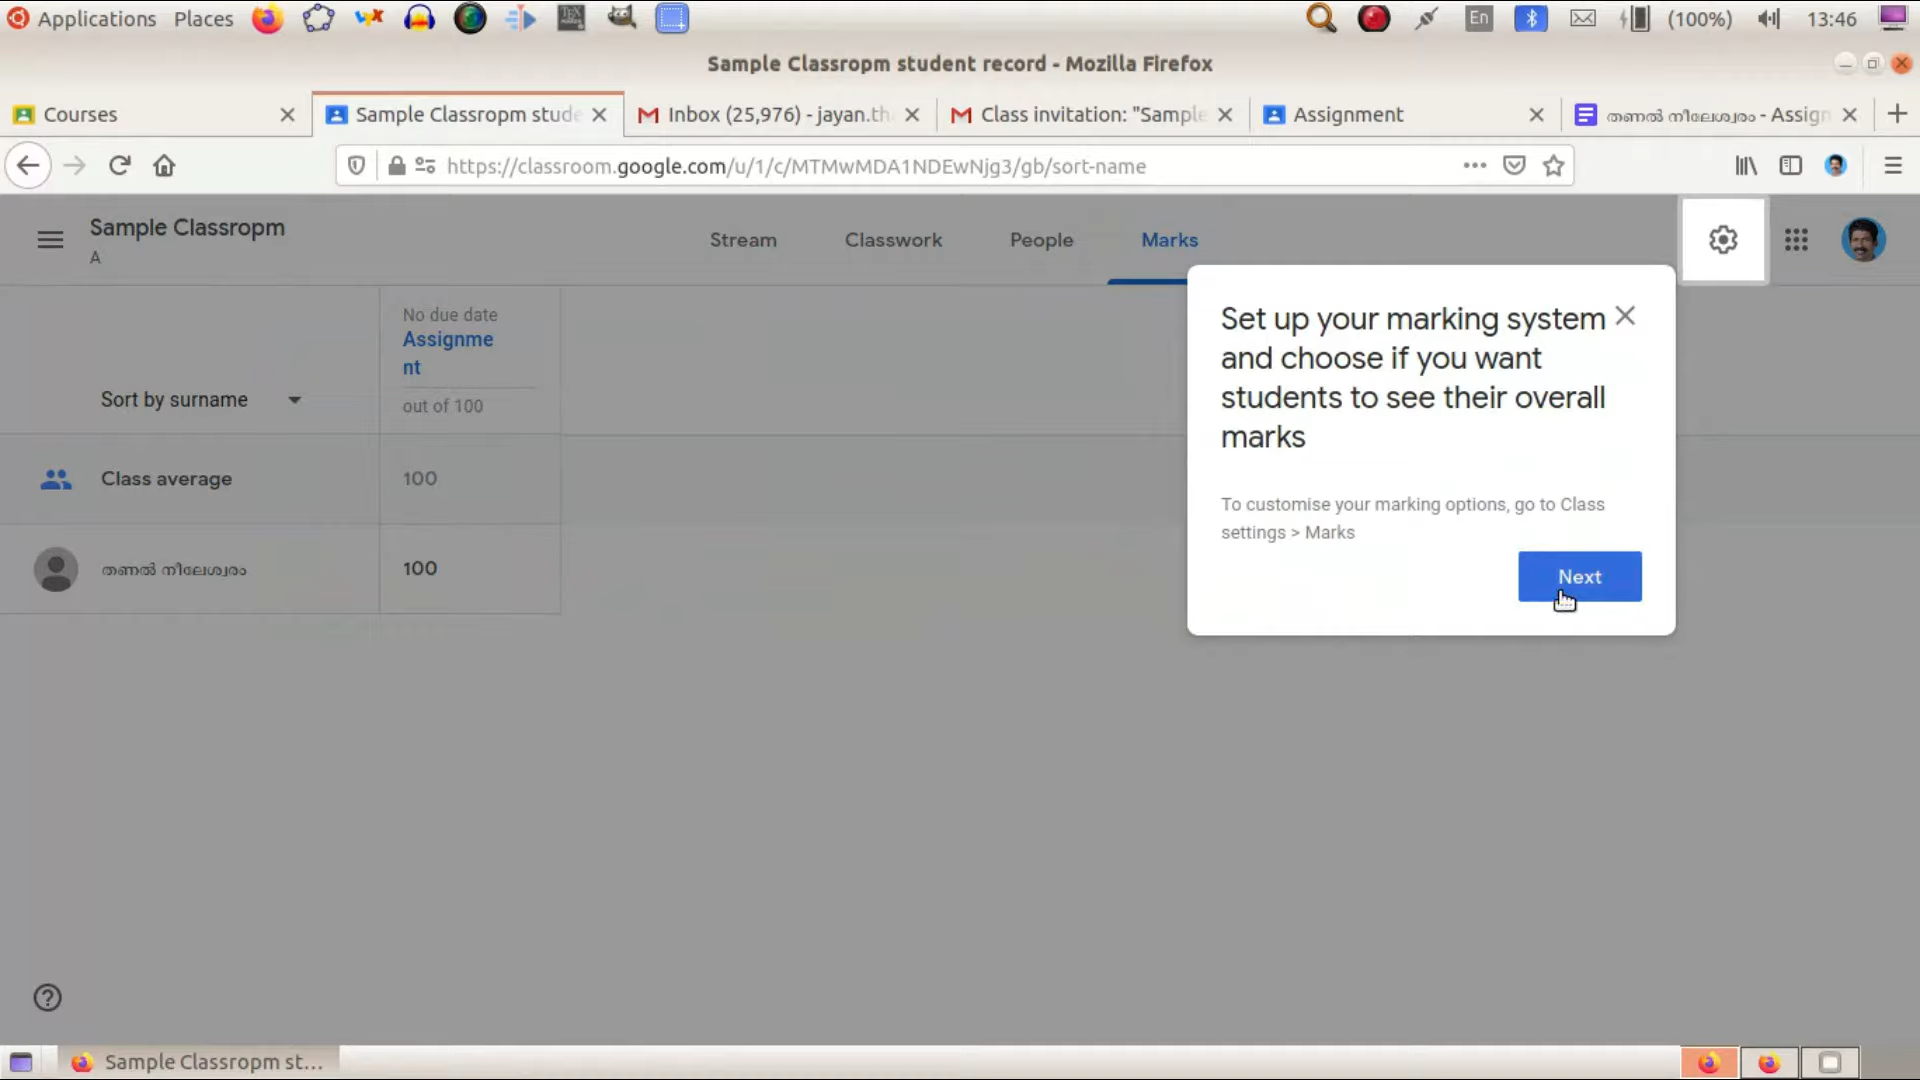 Applications Places
En
(100%)
13:46
Sample Classropm student record - Mozilla Firefox
Courses
Sample Classropm stude
Inbox (25,976) - jayan.th
Class invitation: "Sample
Assignment
തണൽ നീലേശ്വരം - Assign
https://classroom.google.com/u/1/c/MTMwMDA1NDEwNjg3/gb/sort-name
Sample Classropm
A
Stream
Classwork
People
Marks
No due date
Assignme
nt
out of 100
Sort by surname
Class average
100
തണൽ നീലേശ്വരം
100
Set up your marking system
and choose if you want
students to see their overall
marks
To customise your marking options, go to Class
settings > Marks
Next
Sample Classropm st...